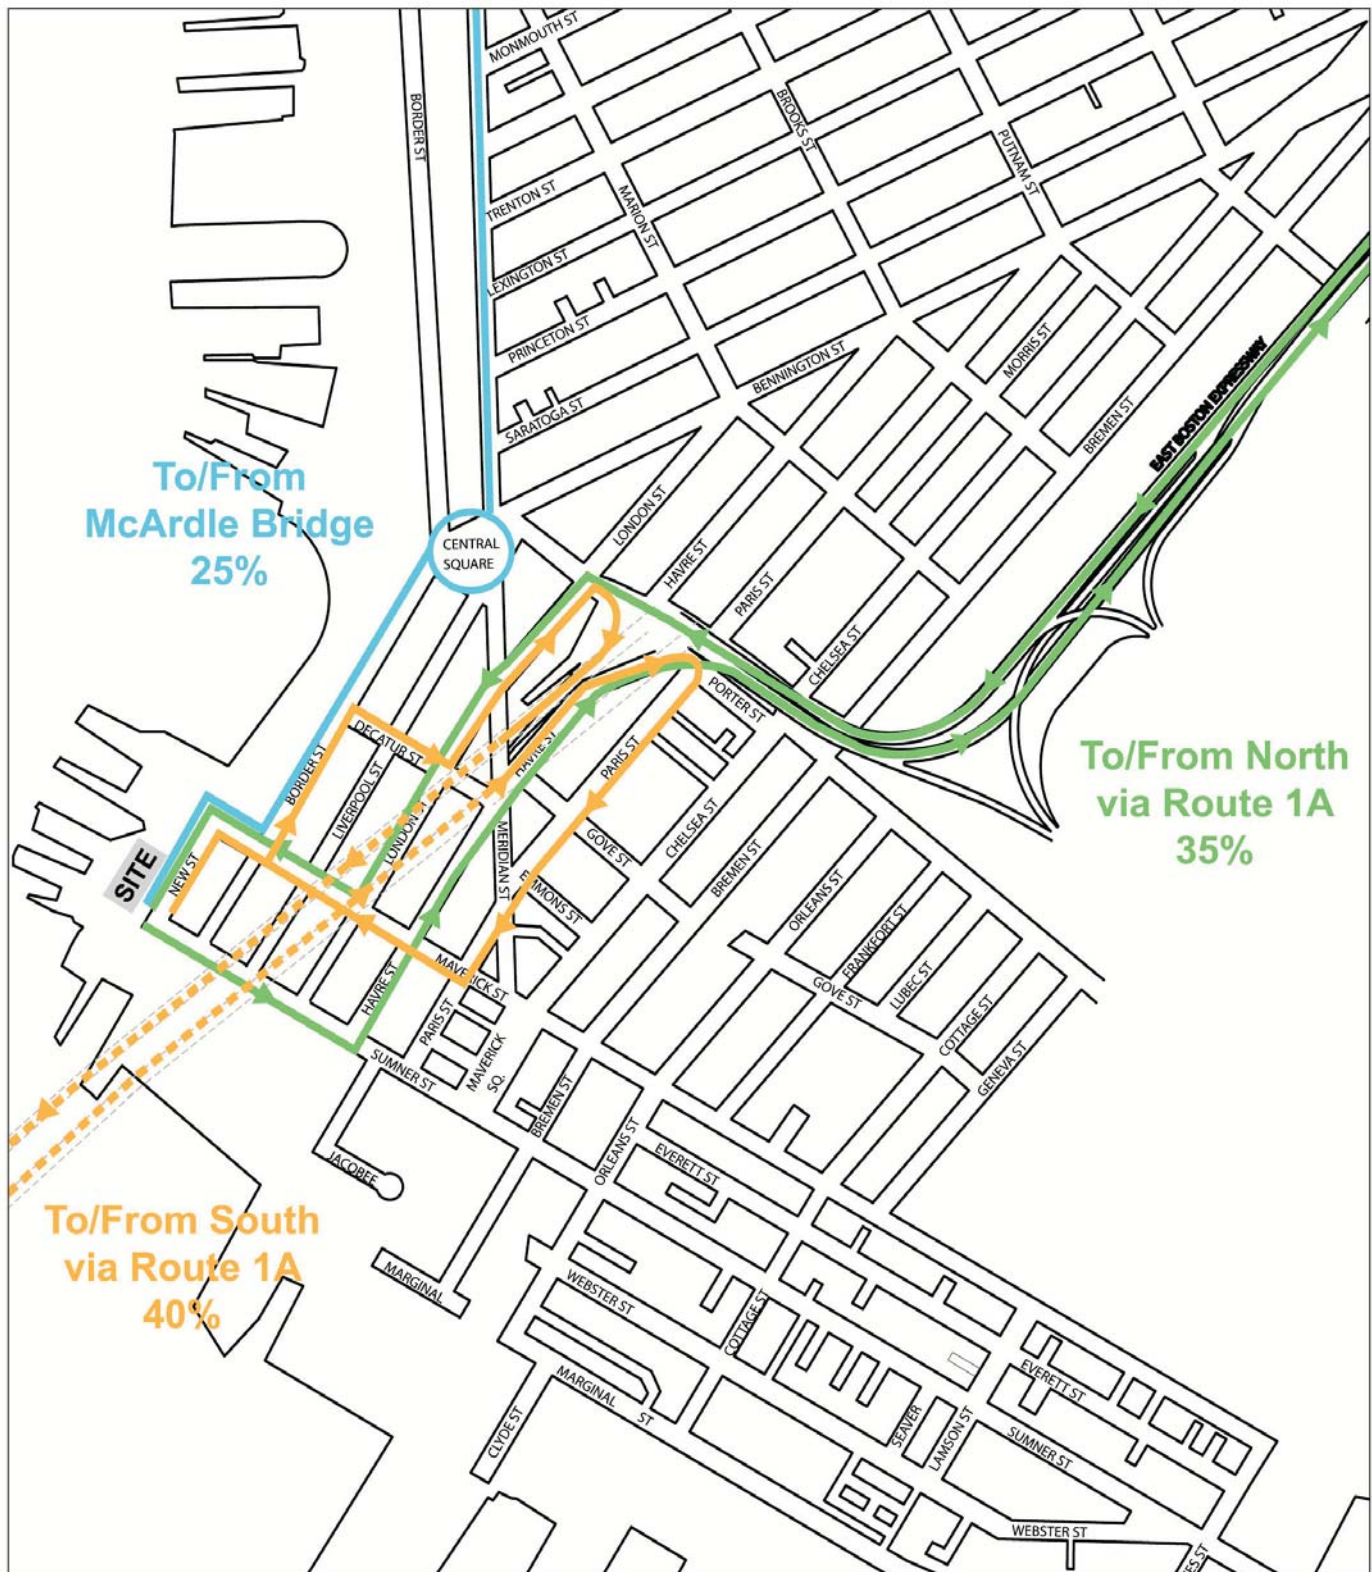 MONMOUTH ST
BORDER ST
BROOKS ST
PUTNAM ST
TRENTON ST
MARION ST
LEXINGTON ST
PRINCETON ST
BENNINGTON ST
MORRIS ST
SARATOGA ST
BREMEN ST
EAST BOSTON EXPRESSWAY
To/From
McArdle Bridge
25%
LONDON ST
CENTRAL
SQUARE
HAVRE ST
PARIS ST
CHELSEA ST
PORTER ST
DECATUR ST
HAVRE ST
PARIS ST
BORDER ST
LIVERPOOL ST
LONDON ST
To/From North
via Route 1A
35%
CHELSEA ST
GOVE ST
BREMEN ST
MERIDIAN ST
EMMONS ST
SITE
NEW ST
ORLEANS ST
FRANKFORT ST
LUBEC ST
GOVE ST
COTTAGE ST
GENEVA ST
MAVERICK ST
HAVRE ST
PARIS ST
MAVERICK
SQ.
SUMNER ST
BREMEN ST
ORLEANS ST
EVERETT ST
JACOBEE
To/From South
via Route 1A
40%
MARGINAL
WEBSTER ST
COTTAGE ST
MARGINAL
ST
CLYDE ST
EVERETT ST
SEAVER
LAMSON ST
SUMNER ST
WEBSTER ST